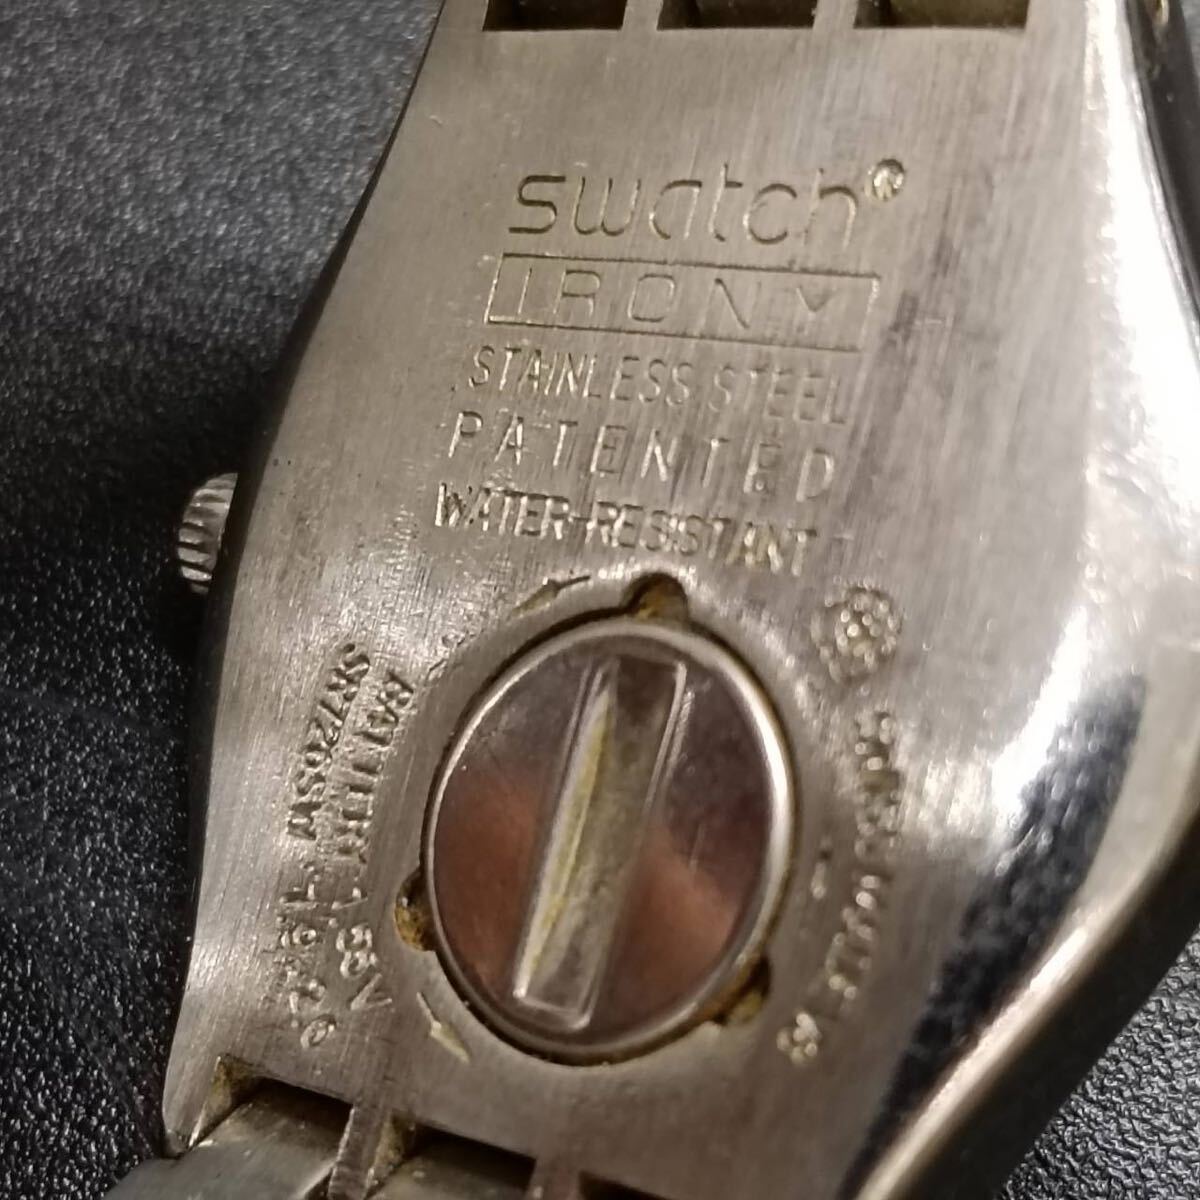 swatch®
IRONY
STAINLESS STEEL
PATENTED
WATER-RESISTANT
BATTERY 1.55V
SR726SW